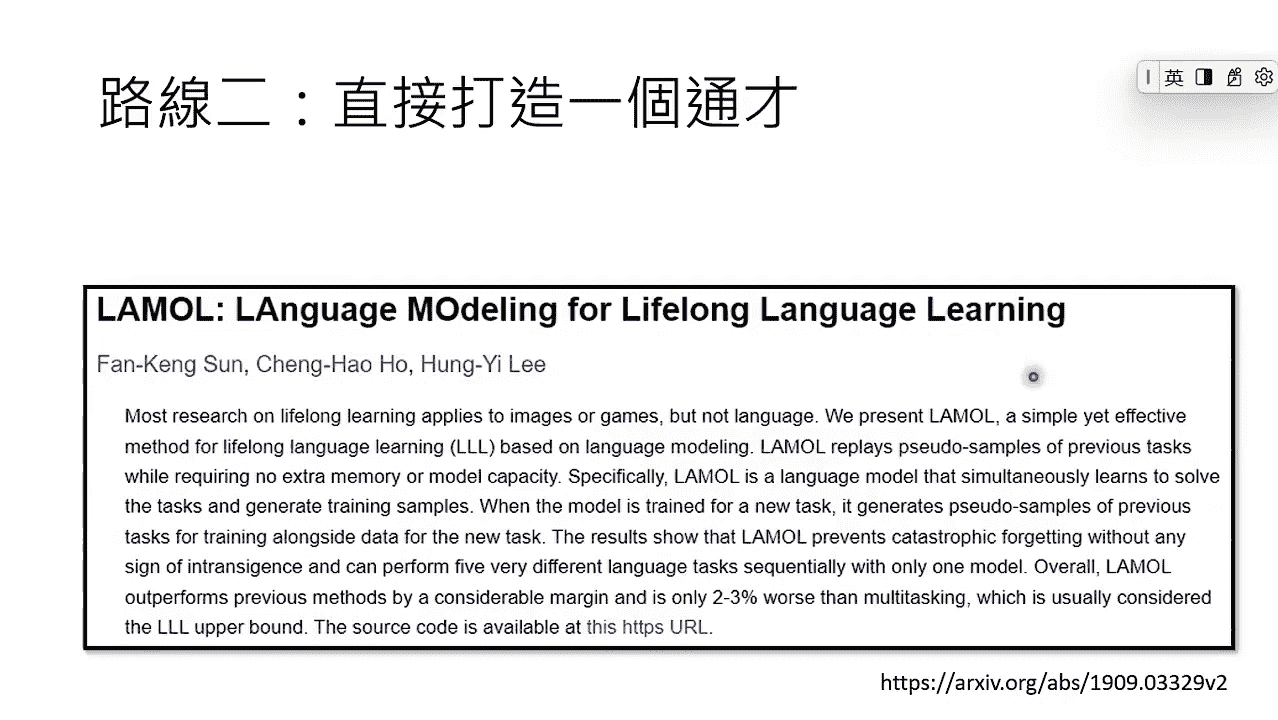 路線二：直接打造一個通才
英
LAMOL: LAnguage MOdeling for Lifelong Language Learning
Fan-Keng Sun, Cheng-Hao Ho, Hung-Yi Lee
Most research on lifelong learning applies to images or games, but not language. We present LAMOL, a simple yet effective
method for lifelong language learning (LLL) based on language modeling. LAMOL replays pseudo-samples of previous tasks
while requiring no extra memory or model capacity. Specifically, LAMOL is a language model that simultaneously learns to solve
the tasks and generate training samples. When the model is trained for a new task, it generates pseudo-samples of previous
tasks for training alongside data for the new task. The results show that LAMOL prevents catastrophic forgetting without any
sign of intransigence and can perform five very different language tasks sequentially with only one model. Overall, LAMOL
outperforms previous methods by a considerable margin and is only 2-3% worse than multitasking, which is usually considered
the LLL upper bound. The source code is available at this https URL.
https://arxiv.org/abs/1909.03329v2